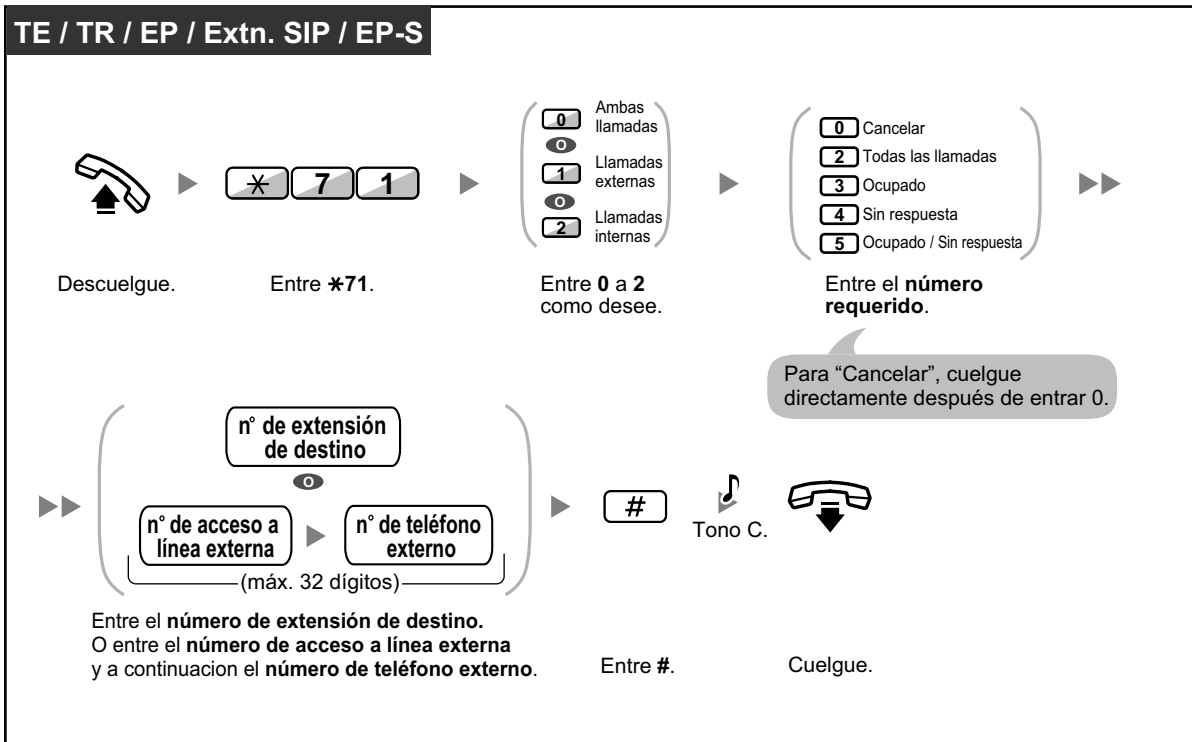 TE / TR / EP / Extn. SIP / EP-S
Descuelgue.
* 7 1
Entre *71.
0 Ambas llamadas
O
1 Llamadas externas
O
2 Llamadas internas
Entre 0 a 2
como desee.
0 Cancelar
2 Todas las llamadas
3 Ocupado
4 Sin respuesta
5 Ocupado / Sin respuesta
Entre el número
requerido.
Para “Cancelar”, cuelgue
directamente después de entrar 0.
n° de extensión
de destino
O
n° de acceso a
línea externa
n° de teléfono
externo
(máx. 32 dígitos)
Entre el número de extensión de destino.
O entre el número de acceso a línea externa
y a continuacion el número de teléfono externo.
#
Entre #.
Tono C.
Cuelgue.